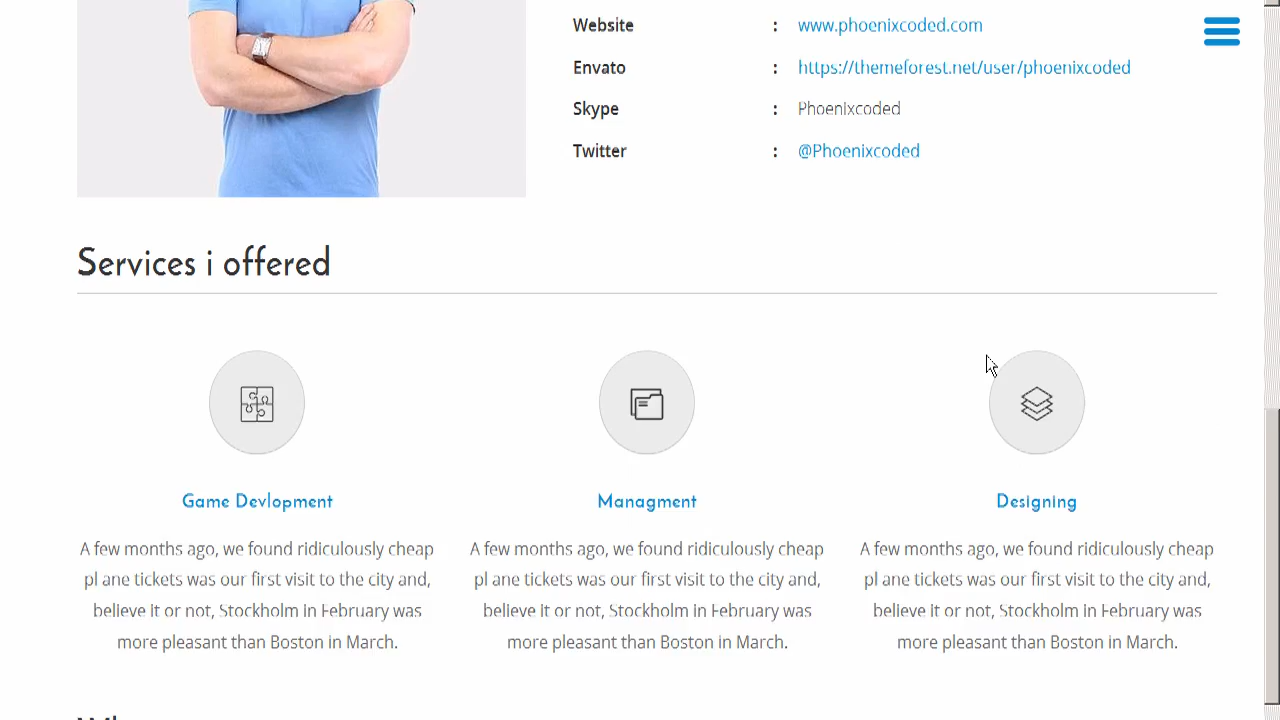 Website : www.phoenixcoded.com
Envato : https://themeforest.net/user/phoenixcoded
Skype : Phoenixcoded
Twitter : @Phoenixcoded
Services i offered
Game Devlopment
Managment
Designing
A few months ago, we found ridiculously cheap
pl ane tickets was our first visit to the city and,
believe it or not, Stockholm in February was
more pleasant than Boston in March.
A few months ago, we found ridiculously cheap
pl ane tickets was our first visit to the city and,
believe it or not, Stockholm in February was
more pleasant than Boston in March.
A few months ago, we found ridiculously cheap
pl ane tickets was our first visit to the city and,
believe it or not, Stockholm in February was
more pleasant than Boston in March.